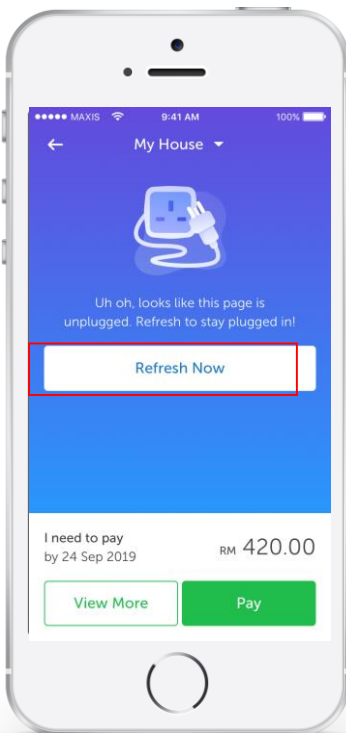 MAXIS 9:41 AM 100%
My House
Uh oh, looks like this page is
unplugged. Refresh to stay plugged in!
Refresh Now
I need to pay
by 24 Sep 2019
RM 420.00
View More
Pay